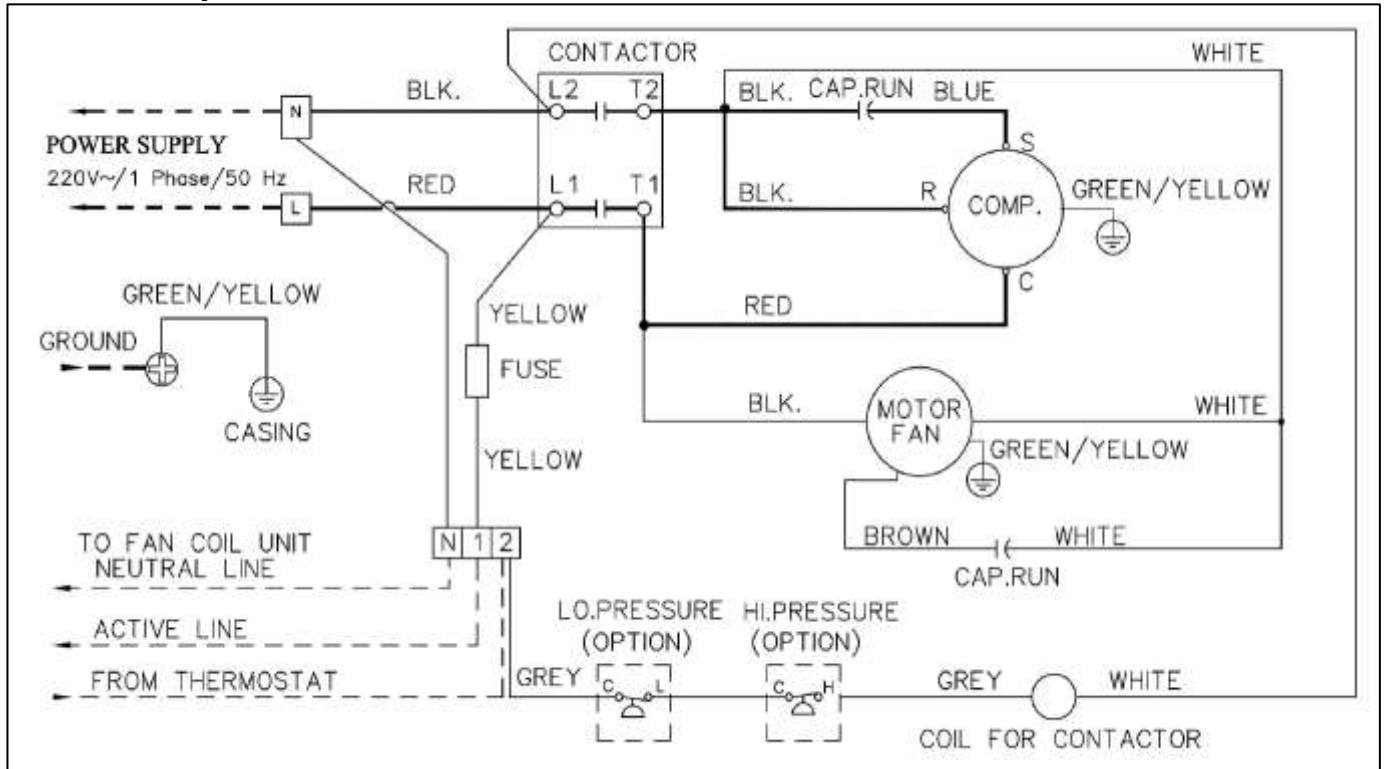 CONTACTOR
WHITE
BLK.
L2 T2
BLK. CAP.RUN BLUE
N
POWER SUPPLY
220V~/1 Phase/50 Hz
S
RED
L1 T1
BLK.
R
COMP.
GREEN/YELLOW
L
C
GREEN/YELLOW
YELLOW
RED
GROUND
FUSE
CASING
BLK.
MOTOR
FAN
WHITE
GREEN/YELLOW
YELLOW
BROWN
WHITE
CAP.RUN
N 1 2
TO FAN COIL UNIT
NEUTRAL LINE
ACTIVE LINE
FROM THERMOSTAT
LO.PRESSURE
(OPTION)
HI.PRESSURE
(OPTION)
GREY
C L
C H
GREY
WHITE
COIL FOR CONTACTOR